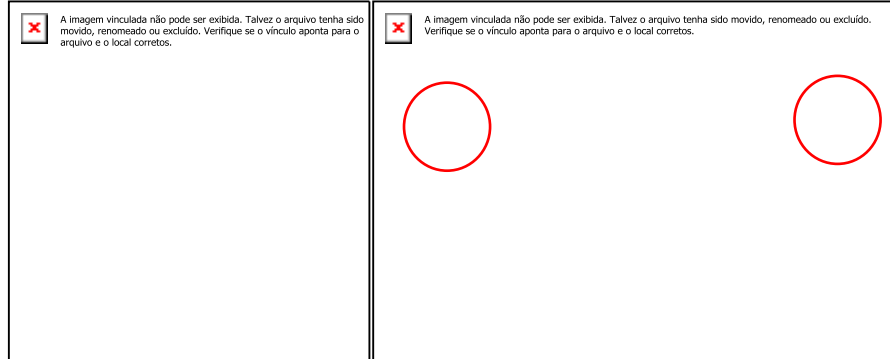 A imagem vinculada não pode ser exibida. Talvez o arquivo tenha sido
movido, renomeado ou excluído. Verifique se o vínculo aponta para o
arquivo e o local corretos.
A imagem vinculada não pode ser exibida. Talvez o arquivo tenha sido movido, renomeado ou excluído.
Verifique se o vínculo aponta para o arquivo e o local corretos.